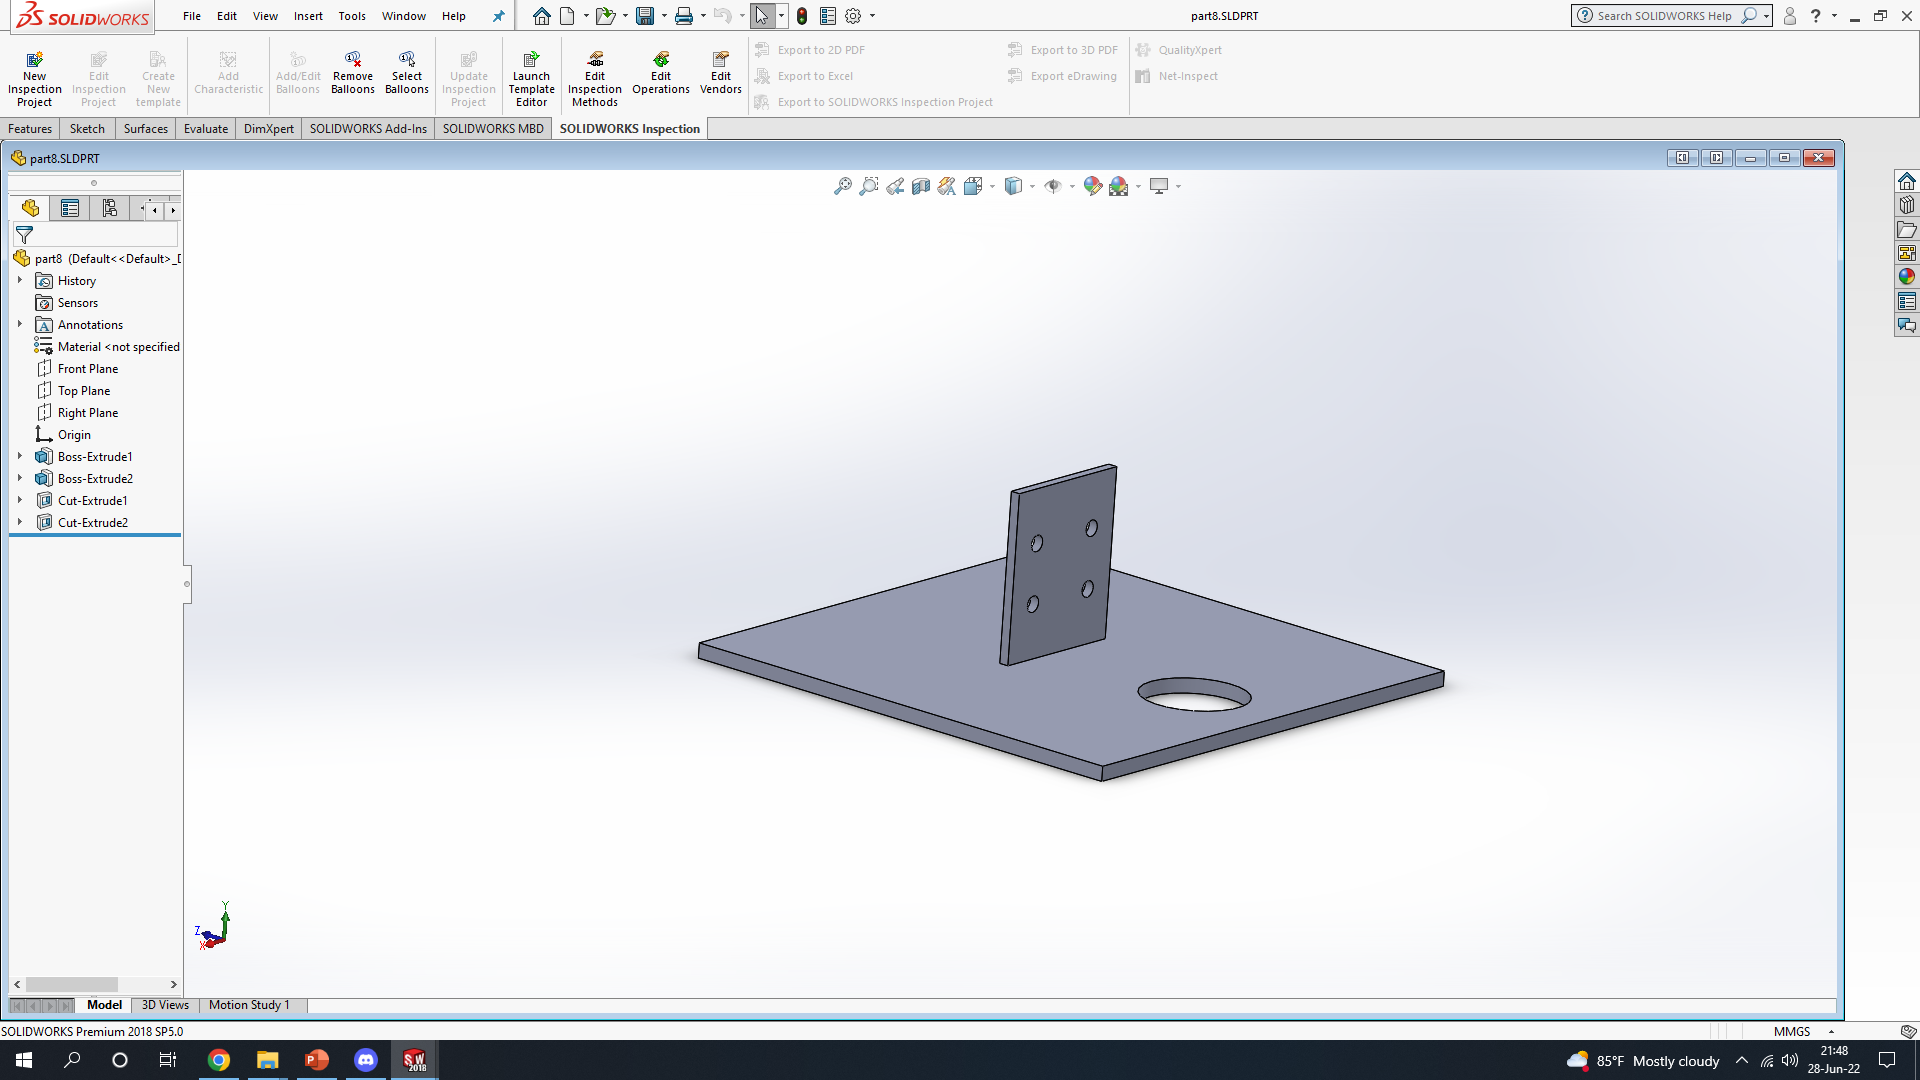 SOLIDWORKS File Edit View Insert Tools Window Help part8.SLDPRT Search SOLIDWORKS Help ?
New Inspection Project
Edit Inspection Project
Create New template
Add Characteristic
Add/Edit Balloons
Remove Balloons
Select Balloons
Update Inspection Project
Launch Template Editor
Edit Inspection Methods
Edit Operations
Edit Vendors
Export to 2D PDF
Export to Excel
Export to SOLIDWORKS Inspection Project
Export to 3D PDF
Export eDrawing
QualityXpert
Net-Inspect
Features Sketch Surfaces Evaluate DimXpert SOLIDWORKS Add-Ins SOLIDWORKS MBD SOLIDWORKS Inspection
part8.SLDPRT
part8 (Default<<Default>_D
History
Sensors
A Annotations
Material <not specified
Front Plane
Top Plane
Right Plane
Origin
Boss-Extrude1
Boss-Extrude2
Cut-Extrude1
Cut-Extrude2
Y
Z
X
Model 3D Views Motion Study 1
SOLIDWORKS Premium 2018 SP5.0 MMGS
SW 2018
85°F Mostly cloudy
21:48
28-Jun-22